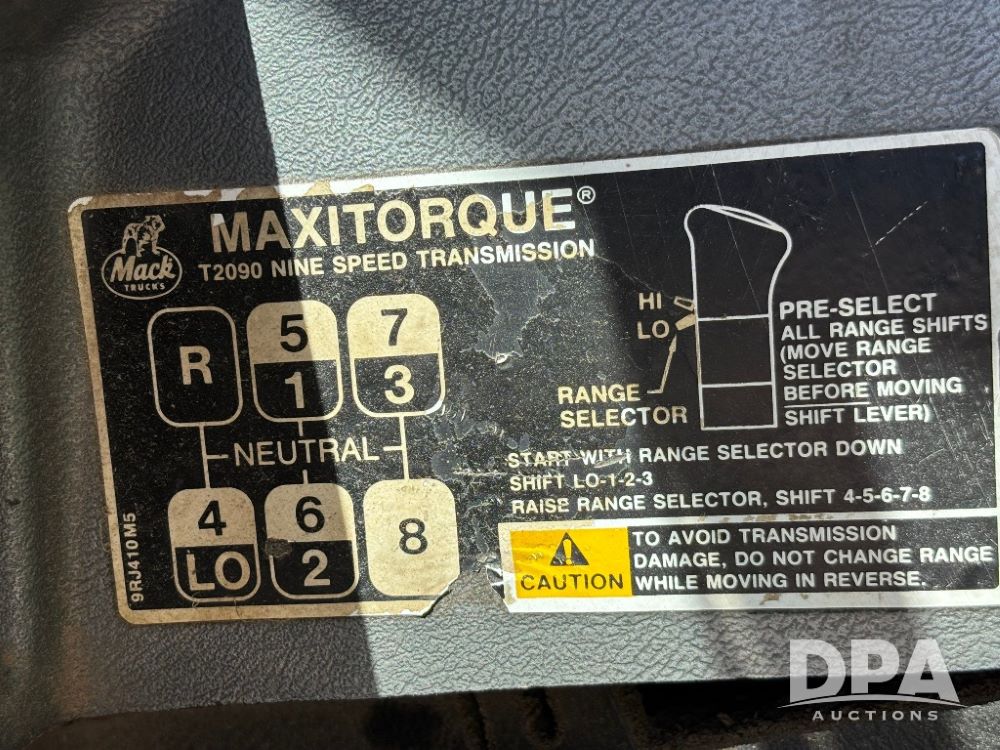 MAXITORQUE®
T2090 NINE SPEED TRANSMISSION
Mack
TRUCKS
R
5
1
7
3
NEUTRAL
4
LO
6
2
8
9RJ410M5
HI
LO
RANGE
SELECTOR
PRE-SELECT
ALL RANGE SHIFTS
(MOVE RANGE
SELECTOR
BEFORE MOVING
SHIFT LEVER)
START WITH RANGE SELECTOR DOWN
SHIFT LO-1-2-3
RAISE RANGE SELECTOR, SHIFT 4-5-6-7-8
CAUTION
TO AVOID TRANSMISSION
DAMAGE, DO NOT CHANGE RANGE
WHILE MOVING IN REVERSE.
DPA
AUCTIONS